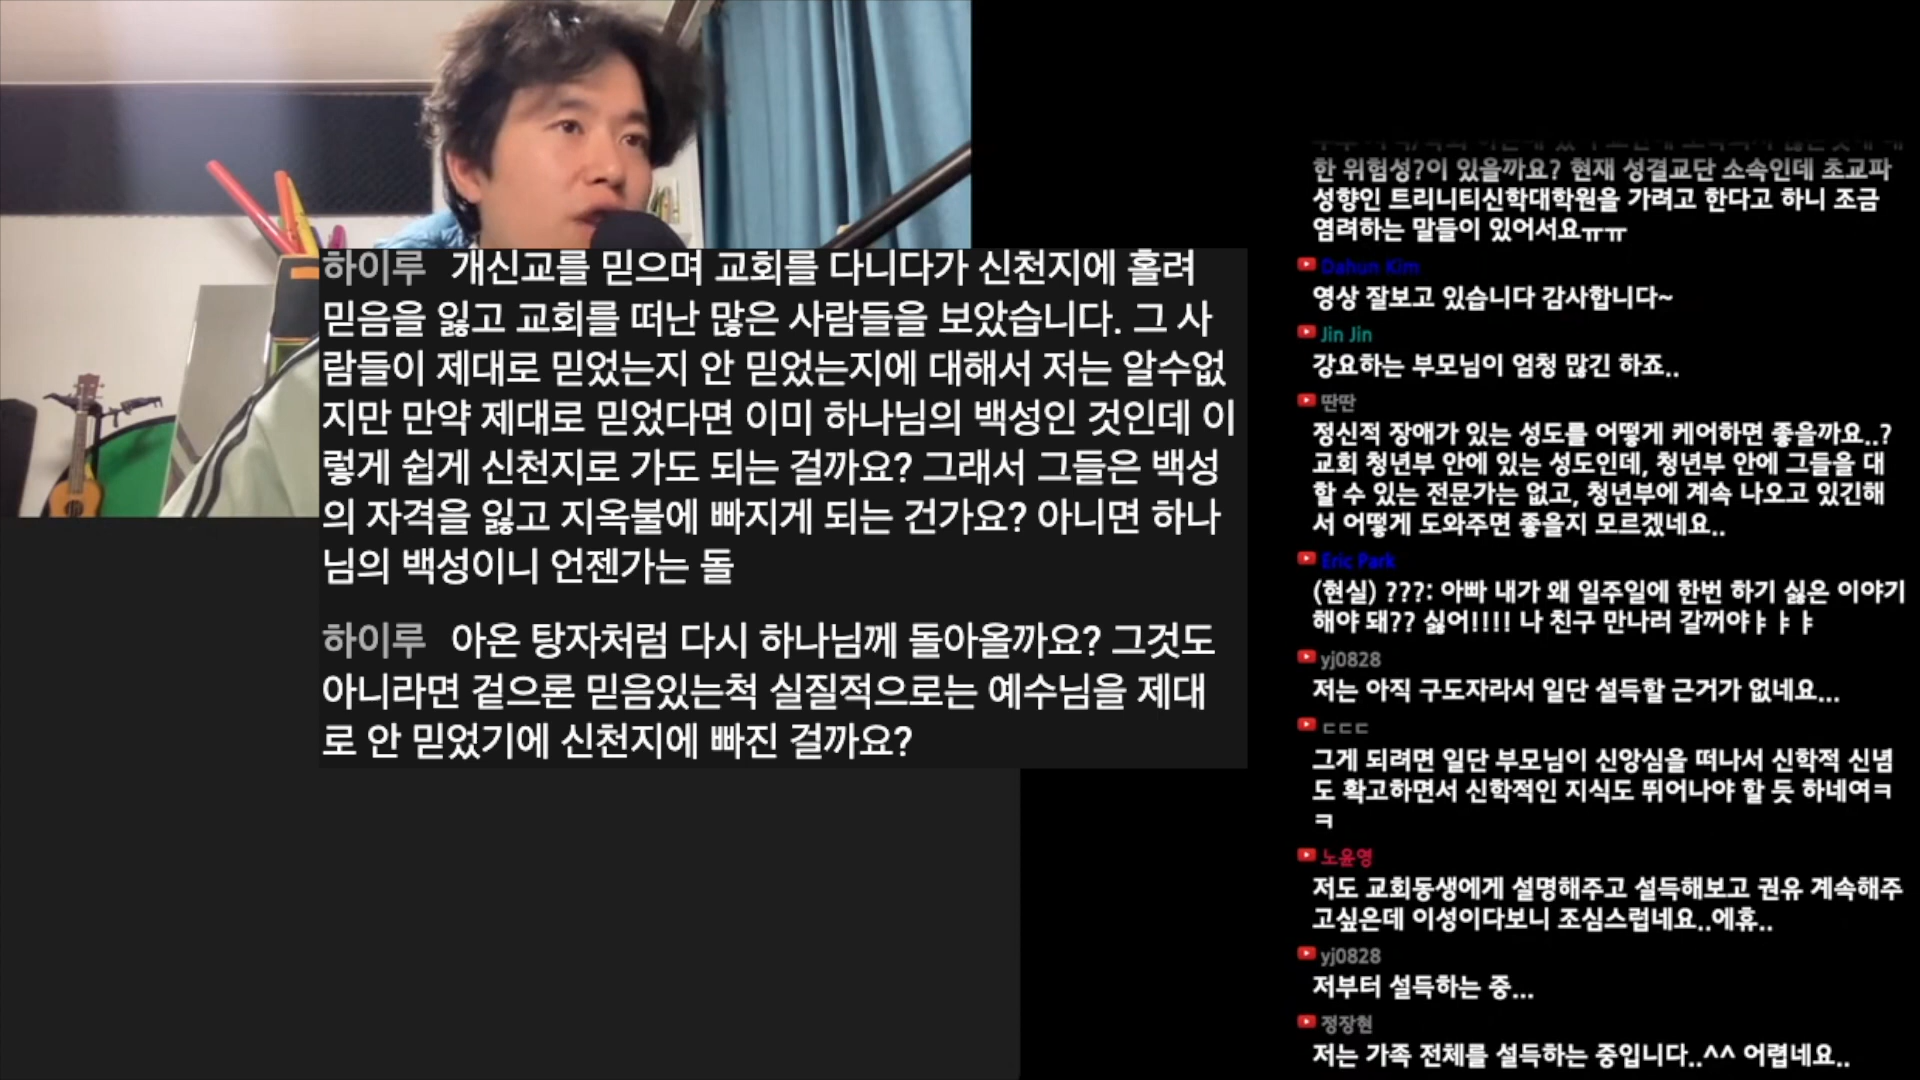 하이루 개신교를 믿으며 교회를 다니다가 신천지에 홀려
믿음을 잃고 교회를 떠난 많은 사람들을 보았습니다. 그 사
람들이 제대로 믿었는지 안 믿었는지에 대해서 저는 알수없
지만 만약 제대로 믿었다면 이미 하나님의 백성인 것인데 이
렇게 쉽게 신천지로 가도 되는 걸까요? 그래서 그들은 백성
의 자격을 잃고 지옥불에 빠지게 되는 건가요? 아니면 하나
님의 백성이니 언젠가는 돌
하이루 아온 탕자처럼 다시 하나님께 돌아올까요? 그것도
아니라면 겉으론 믿음있는척 실질적으로는 예수님을 제대
로 안 믿었기에 신천지에 빠진 걸까요?
한 위험성?이 있을까요? 현재 성결교단 소속인데 초교파
성향인 트리니티신학대학원을 가려고 한다고 하니 조금
염려하는 말들이 있어서요ㅠㅠ
Dahun Kim
영상 잘보고 있습니다 감사합니다~
Jin Jin
강요하는 부모님이 엄청 많긴 하죠..
딴딴
정신적 장애가 있는 성도를 어떻게 케어하면 좋을까요..?
교회 청년부 안에 있는 성도인데, 청년부 안에 그들을 대
할 수 있는 전문가는 없고, 청년부에 계속 나오고 있긴해
서 어떻게 도와주면 좋을지 모르겠네요..
Eric Park
(현실) ???: 아빠 내가 왜 일주일에 한번 하기 싫은 이야기
해야 돼?? 싫어!!!! 나 친구 만나러 갈꺼야ㅑㅑㅑ
yj0828
저는 아직 구도자라서 일단 설득할 근거가 없네요...
ㄷㄷㄷ
그게 되려면 일단 부모님이 신앙심을 떠나서 신학적 신념
도 확고하면서 신학적인 지식도 뛰어나야 할 듯 하네여ㅋ
ㅋ
노윤영
저도 교회동생에게 설명해주고 설득해보고 권유 계속해주
고싶은데 이성이다보니 조심스럽네요..에휴..
yj0828
저부터 설득하는 중...
정장현
저는 가족 전체를 설득하는 중입니다..^^ 어렵네요..